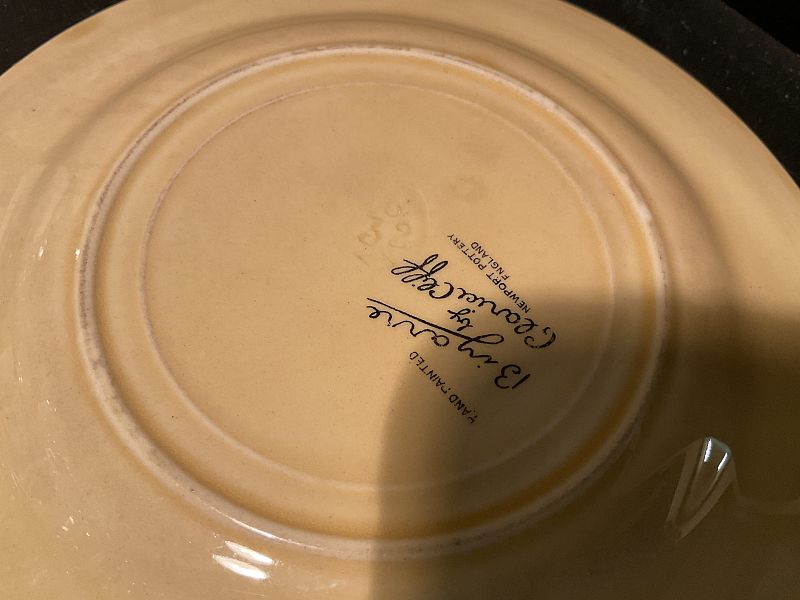 HAND PAINTED
Bizarre
by
Clarice Cliff
NEWPORT POTTERY
ENGLAND